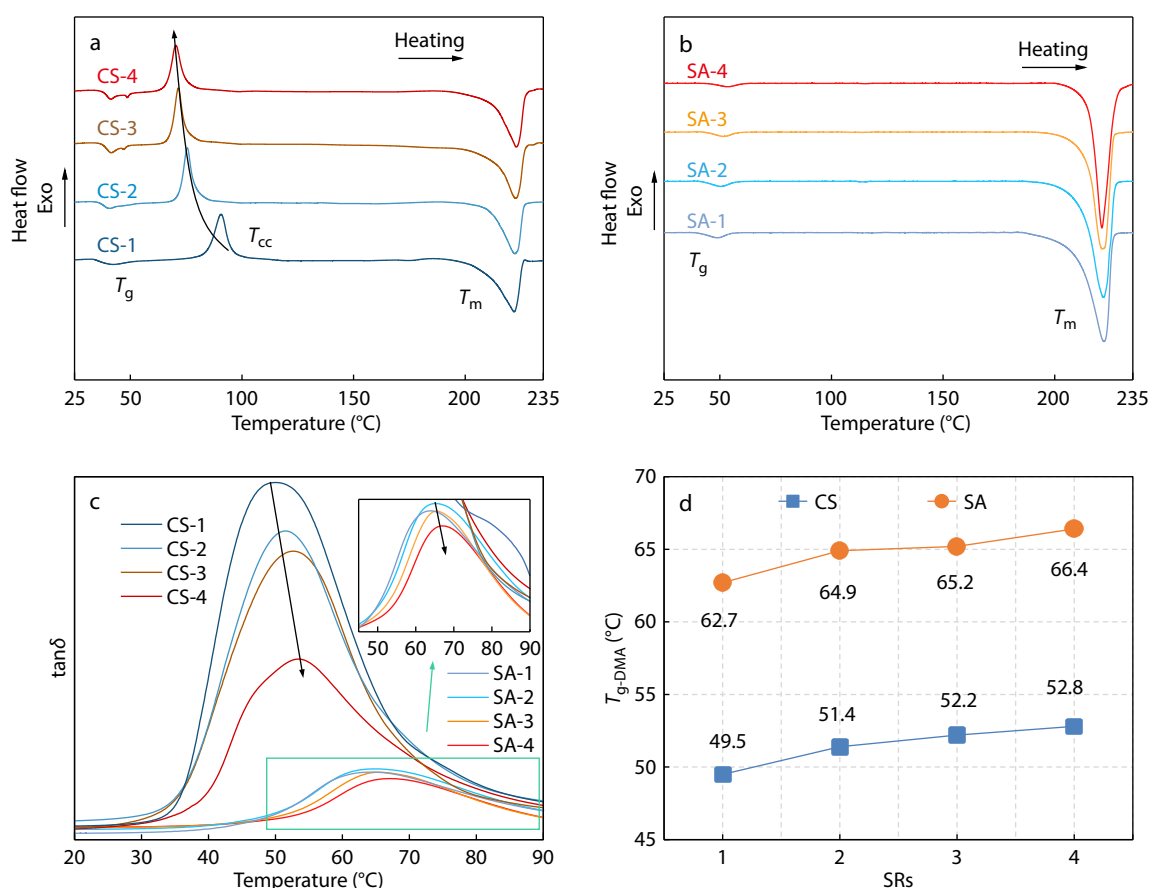 a
Heating
CS-4
CS-3
CS-2
CS-1
Tg
Tcc
Tm
Heat flow
Exo
25 50 100 150 200 235
Temperature (°C)
b
Heating
SA-4
SA-3
SA-2
SA-1
Tg
Tm
Heat flow
Exo
25 50 100 150 200 235
Temperature (°C)
c
CS-1
CS-2
CS-3
CS-4
50 60 70 80 90
SA-1
SA-2
SA-3
SA-4
tanδ
20 30 40 50 60 70 80 90
Temperature (°C)
d
CS SA
70
65
60
55
50
45
62.7 64.9 65.2 66.4
49.5 51.4 52.2 52.8
Tg-DMA (°C)
1 2 3 4
SRs